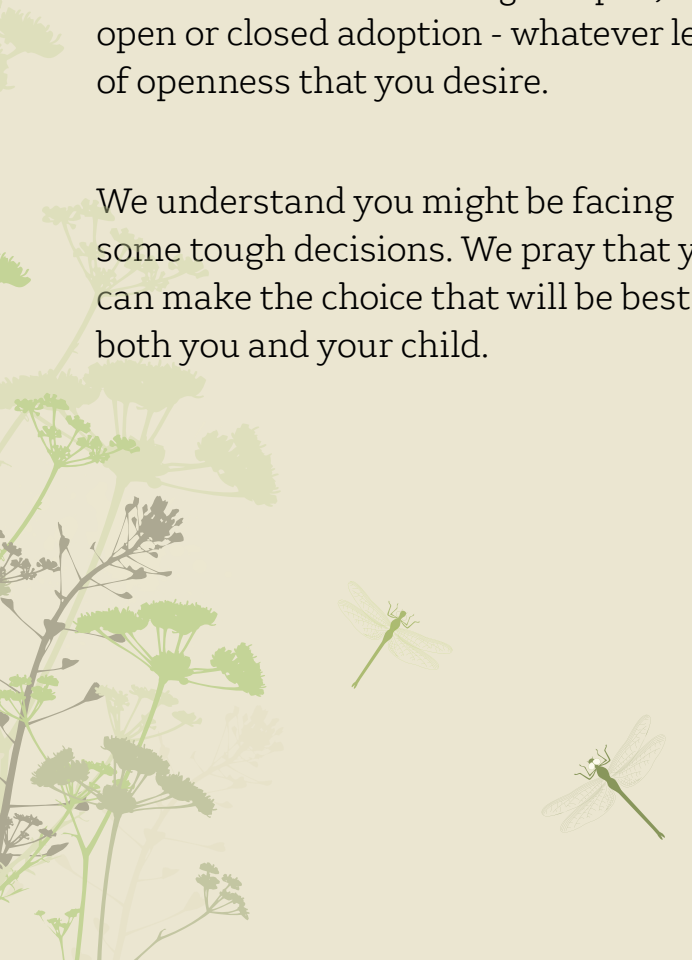 open or closed adoption - whatever
of openness that you desire.
We understand you might be facing
some tough decisions. We pray that
can make the choice that will be best
both you and your child.